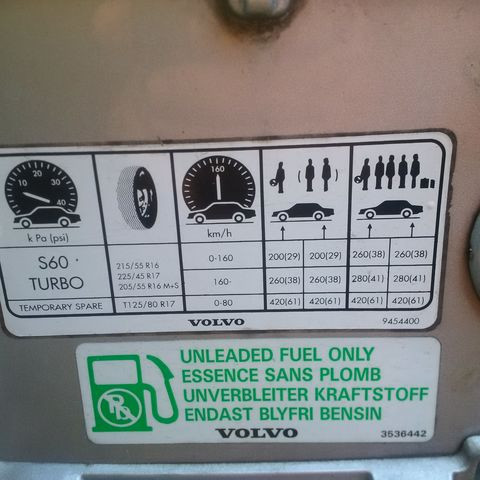 10 20 30 40
160
k Pa (psi)
km/h
S60
TURBO
215/55 R16
225/45 R17
205/55 R16 M+S
0-160 200(29) 200(29) 260(38) 260(38)
160- 260(38) 260(38) 280(41) 280(41)
TEMPORARY SPARE T125/80 R17 0-80 420(61) 420(61) 420(61) 420(61)
VOLVO 9454400
UNLEADED FUEL ONLY
ESSENCE SANS PLOMB
UNVERBLEITER KRAFTSTOFF
ENDAST BLYFRI BENSIN
VOLVO 3536442